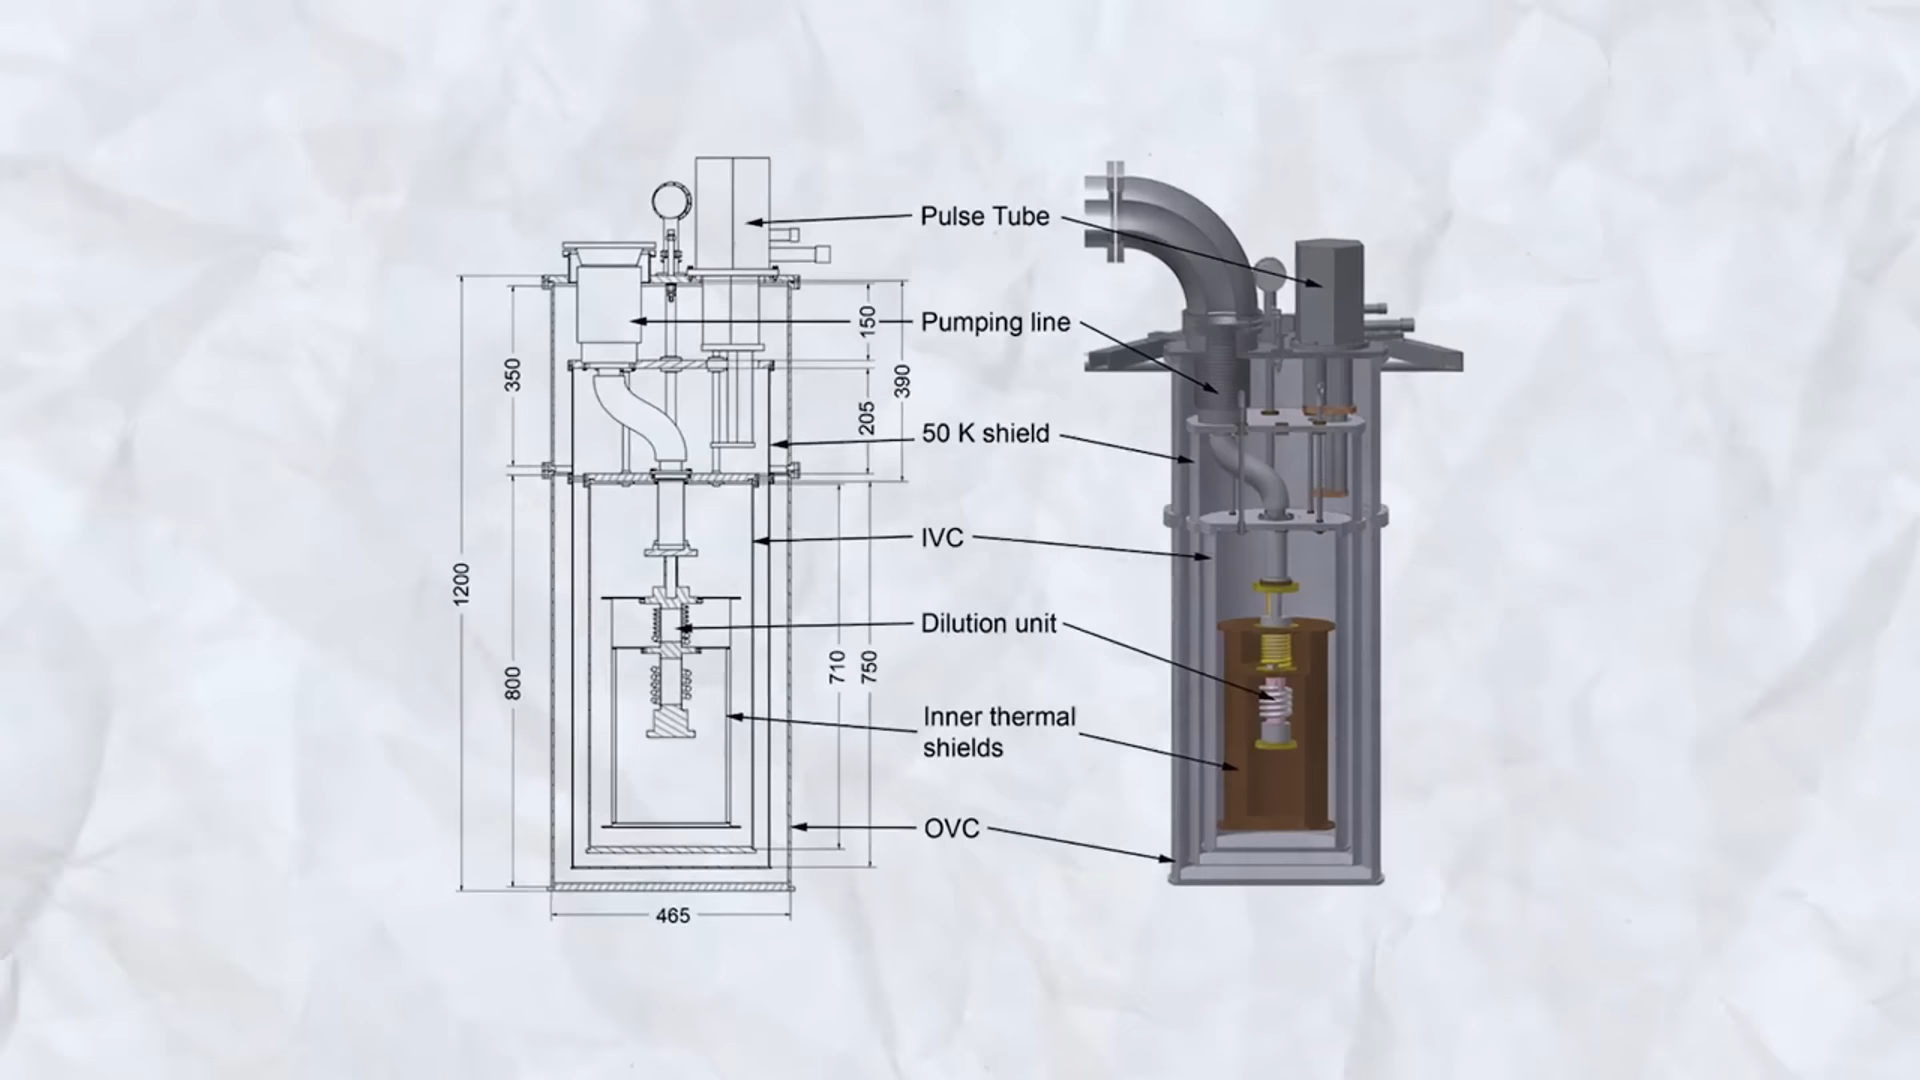 Pulse Tube
Pumping line
50 K shield
IVC
Dilution unit
Inner thermal
shields
OVC
150
350
390
205
1200
800
710
750
465